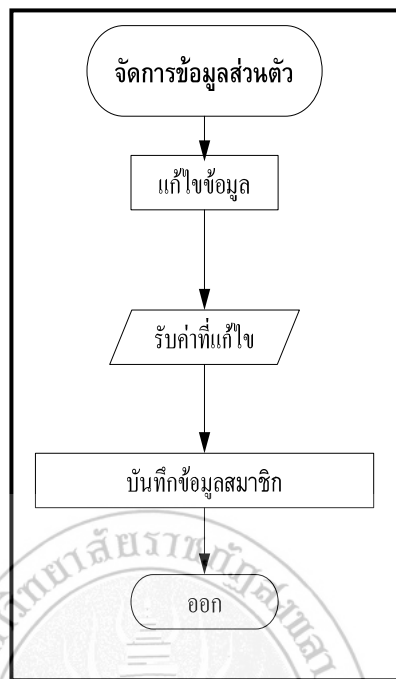 จัดการข้อมูลส่วนตัว
แก้ไขข้อมูล
รับค่าที่แก้ไข
บันทึกข้อมูลสมาชิก
ออก